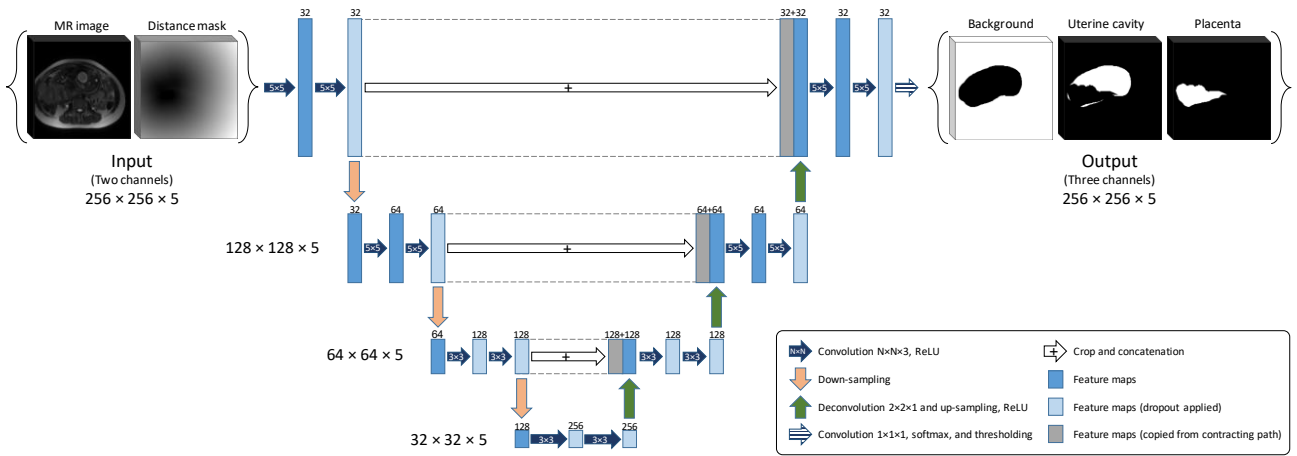 MR image
Distance mask
Input
(Two channels)
256 × 256 × 5
32
32
32+32
32
32
5×5
5×5
+
5×5
5×5
Background
Uterine cavity
Placenta
Output
(Three channels)
256 × 256 × 5
128 × 128 × 5
32
64
64
64+64
64
64
5×5
5×5
+
5×5
5×5
64 × 64 × 5
64
128
128
128+128
128
128
3×3
3×3
+
3×3
3×3
32 × 32 × 5
128
256
256
3×3
3×3
N×N Convolution N×N×3, ReLU
Down-sampling
Deconvolution 2×2×1 and up-sampling, ReLU
Convolution 1×1×1, softmax, and thresholding
+ Crop and concatenation
Feature maps
Feature maps (dropout applied)
Feature maps (copied from contracting path)